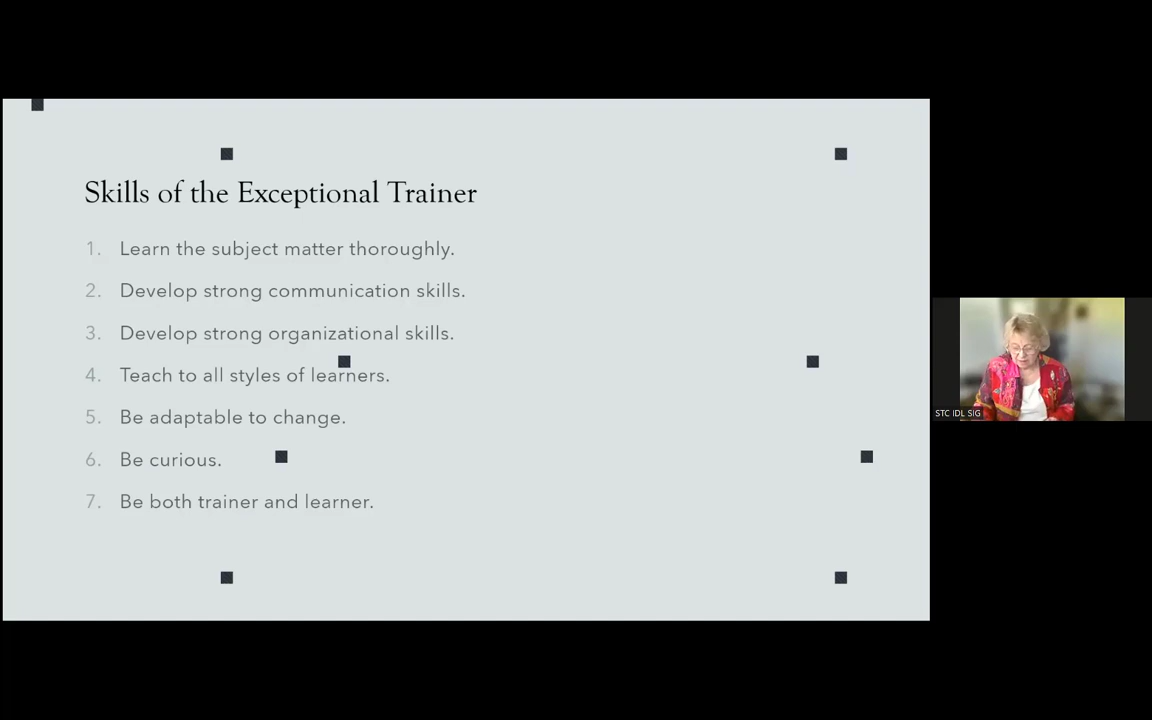 Skills of the Exceptional Trainer
1. Learn the subject matter thoroughly.
2. Develop strong communication skills.
3. Develop strong organizational skills.
4. Teach to all styles of learners.
5. Be adaptable to change.
6. Be curious.
7. Be both trainer and learner.
STC IDL SIG